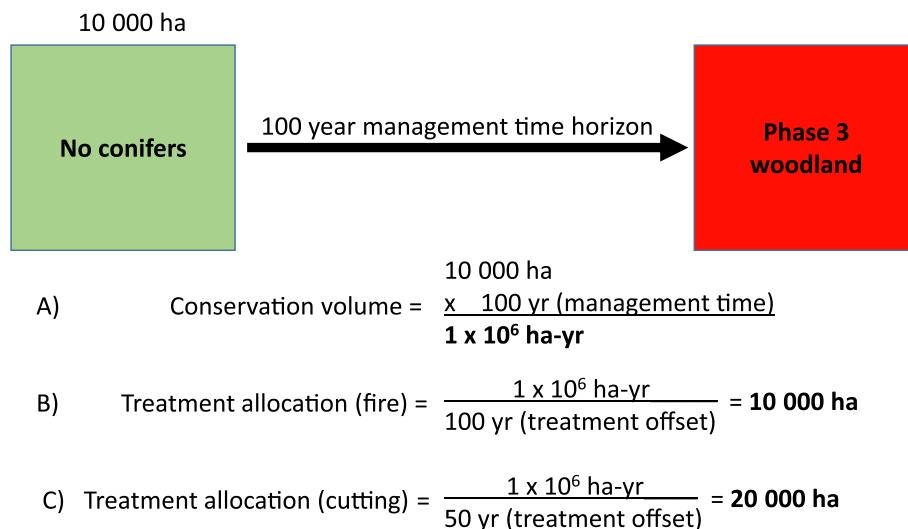 10 000 ha
No conifers
100 year management time horizon
Phase 3
woodland
10 000 ha
A) Conservation volume = x 100 yr (management time)
1 x 10⁶ ha-yr
1 x 10⁶ ha-yr
B) Treatment allocation (fire) = = 10 000 ha
100 yr (treatment offset)
1 x 10⁶ ha-yr
C) Treatment allocation (cutting) = = 20 000 ha
50 yr (treatment offset)